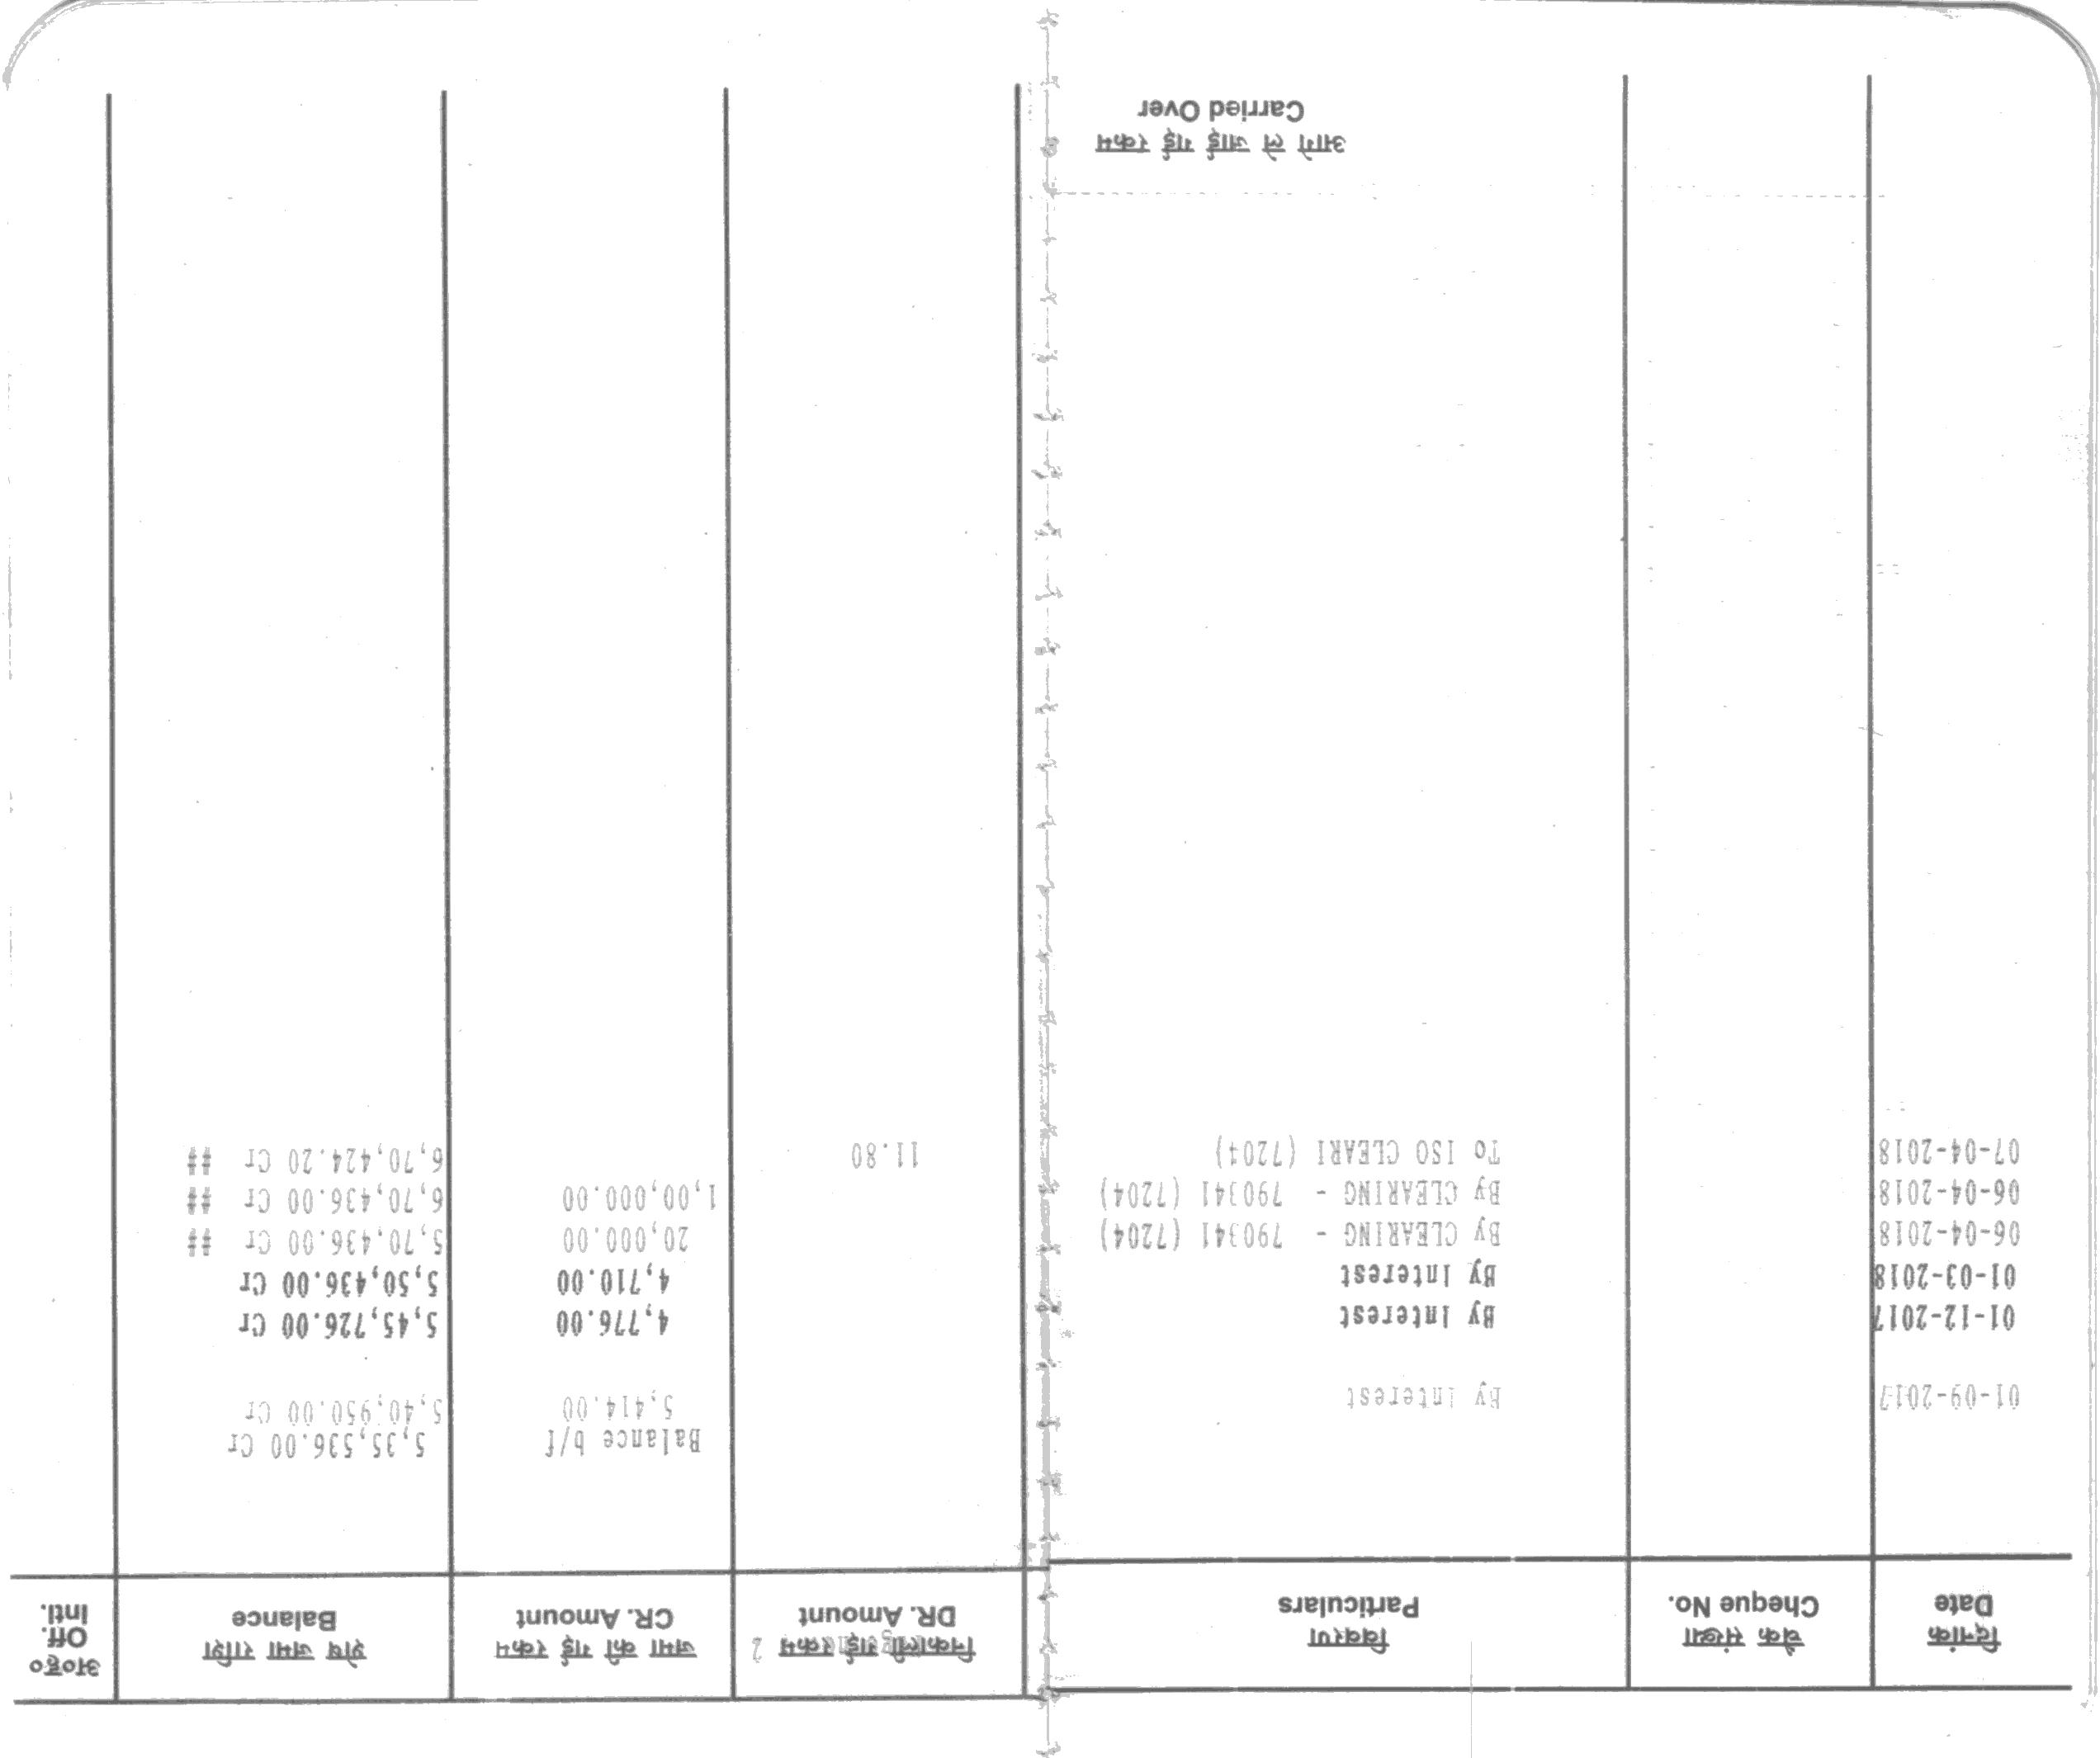 दिनांक चेक संख्या विवरण निकाली गई रकम 2 जमा की गई रकम शेष जमा राशि अ०ह०
Date Cheque No. Particulars DR. Amount CR. Amount Balance Off. Intl.
Balance b/f 5,35,536.00 Cr
01-09-2017 By Interest 5,414.00 5,40,950.00 Cr
01-12-2017 By Interest 4,776.00 5,45,726.00 Cr
01-03-2018 By Interest 4,710.00 5,50,436.00 Cr
06-04-2018 By CLEARING - 790341 (7204) 20,000.00 5,70,436.00 Cr ##
06-04-2018 By CLEARING - 790341 (7204) 1,00,000.00 6,70,436.00 Cr ##
07-04-2018 To ISO CLEARI (7204) 11.80 6,70,424.20 Cr ##
आगे ले जाई गई रकम
Carried Over